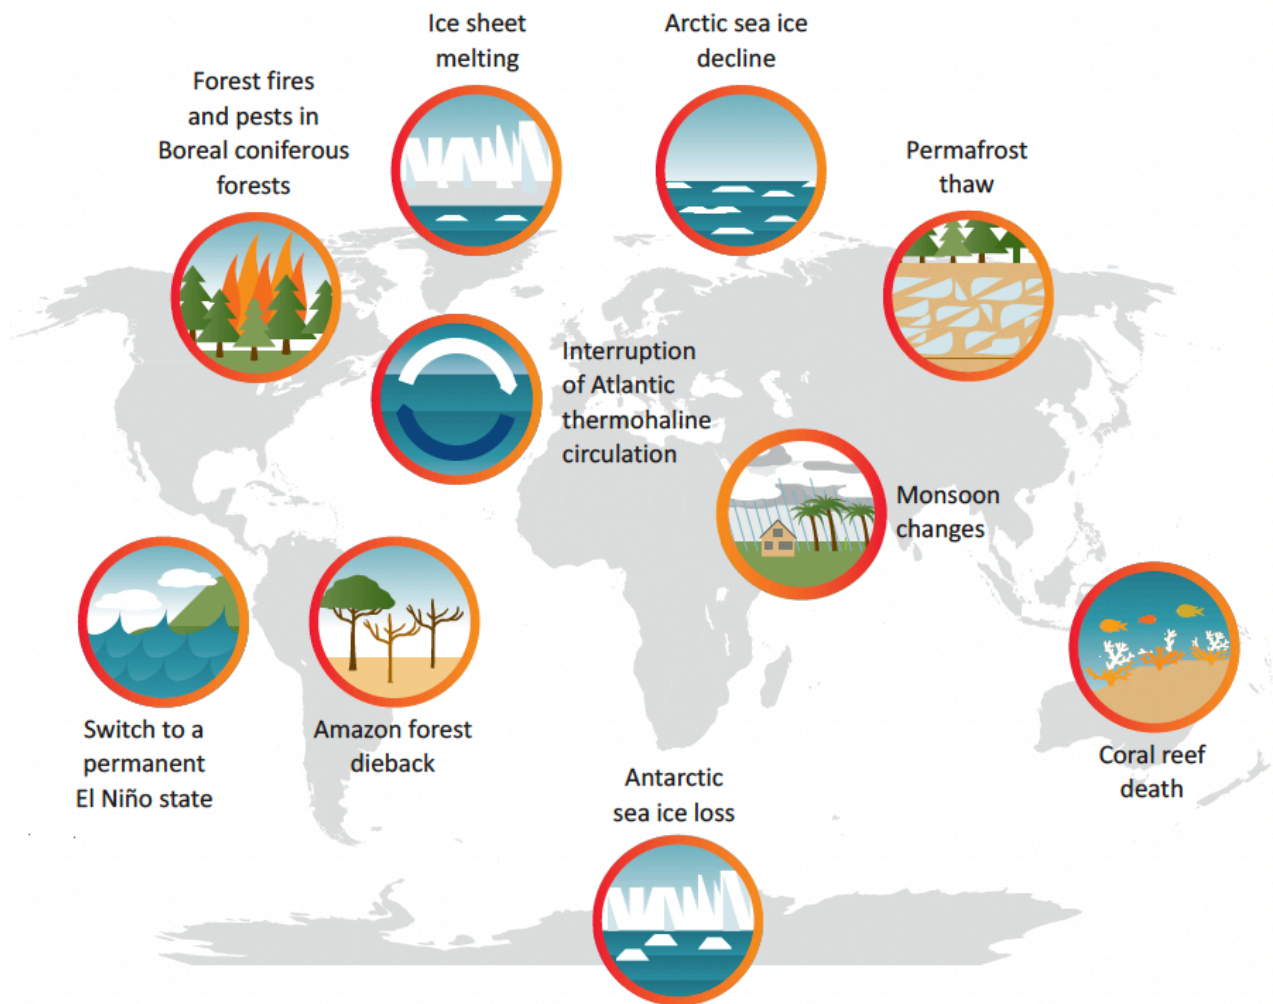 Ice sheet
melting
Arctic sea ice
decline
Forest fires
and pests in
Boreal coniferous
forests
Permafrost
thaw
Interruption
of Atlantic
thermohaline
circulation
Monsoon
changes
Switch to a
permanent
El Niño state
Amazon forest
dieback
Coral reef
death
Antarctic
sea ice loss